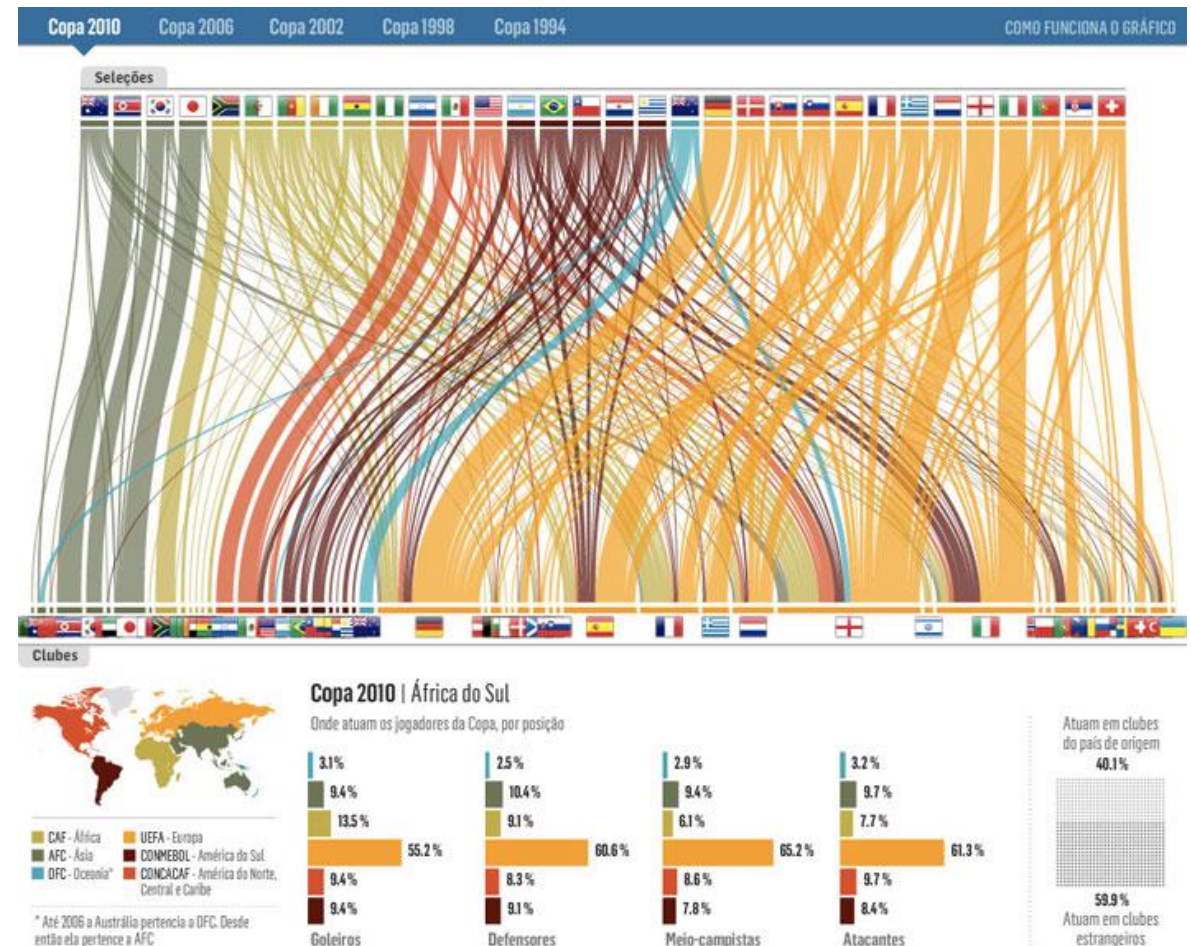 Copa 2010
Copa 2006
Copa 2002
Copa 1998
Copa 1994
COMO FUNCIONA O GRÁFICO
Seleções
Clubes
CAF - África
AFC - Ásia
OFC - Oceania*
UEFA - Europa
CONMEBOL - América do Sul
CONCACAF - América do Norte,
Central e Caribe
* Até 2006 a Austrália pertencia a OFC. Desde
então ela pertence a AFC
Copa 2010 | África do Sul
Onde atuam os jogadores da Copa, por posição
3.1%
9.4%
13.5%
55.2%
9.4%
9.4%
Goleiros
2.5%
10.4%
9.1%
60.6%
8.3%
9.1%
Defensores
2.9%
9.4%
6.1%
65.2%
8.6%
7.8%
Meio-campistas
3.2%
9.7%
7.7%
61.3%
9.7%
8.4%
Atacantes
Atuam em clubes
do país de origem
40.1%
59.9%
Atuam em clubes
estrangeiros